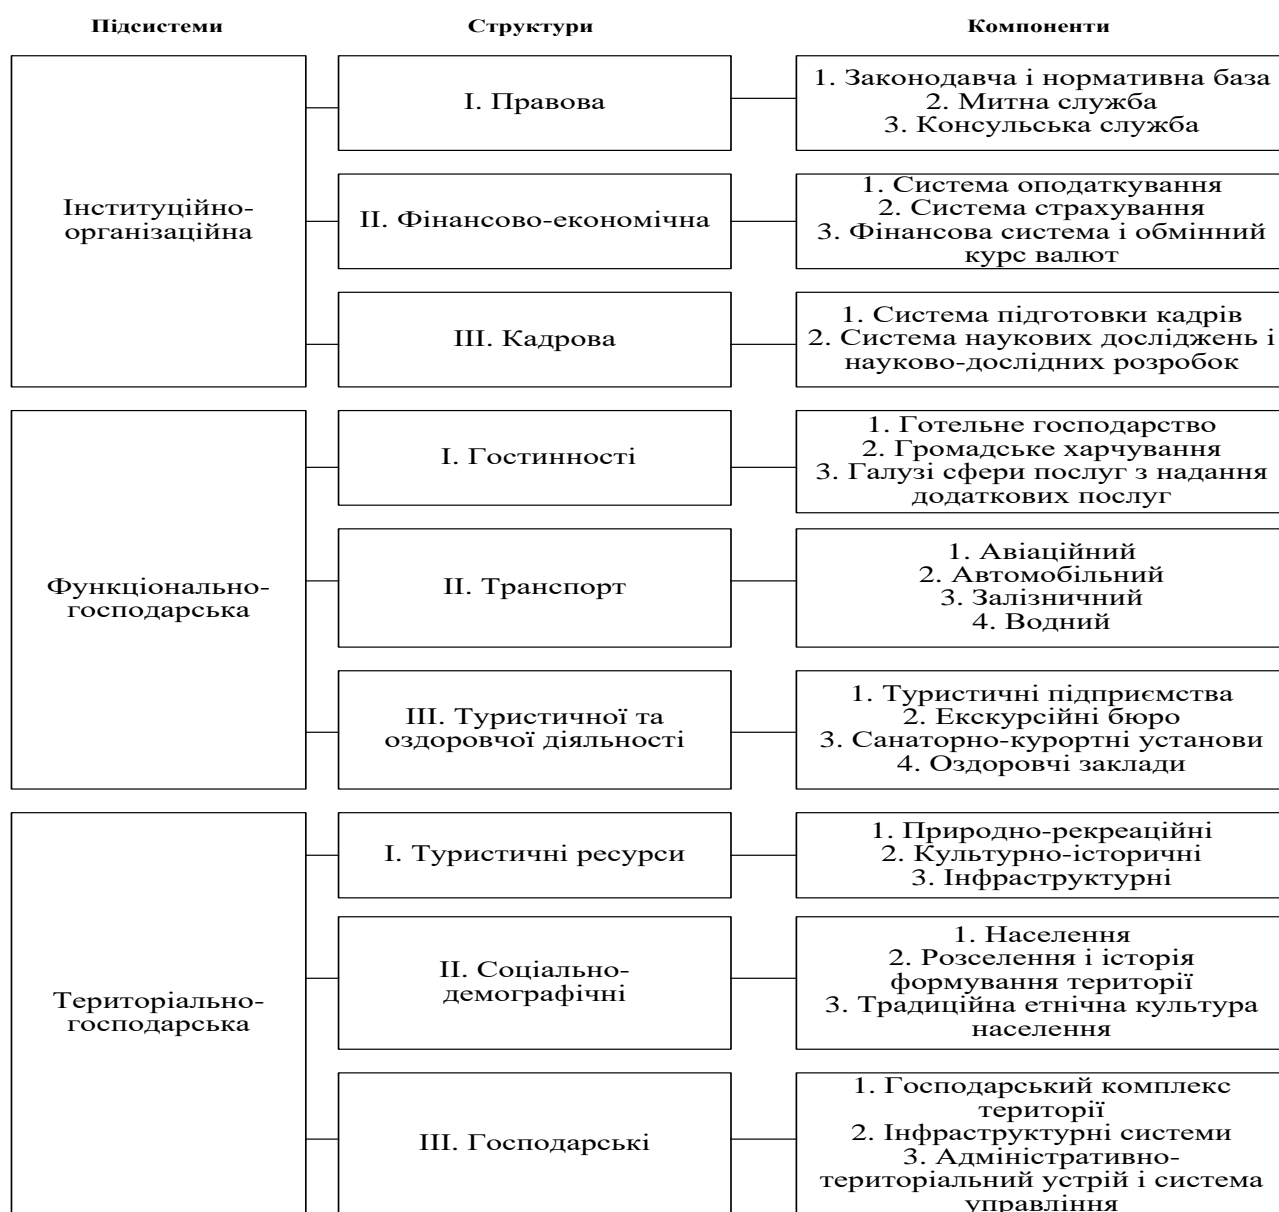 Підсистеми
Структури
Компоненти
Інституційно-
організаційна
І. Правова
1. Законодавча і нормативна база
2. Митна служба
3. Консульська служба
ІІ. Фінансово-економічна
1. Система оподаткування
2. Система страхування
3. Фінансова система і обмінний
курс валют
ІІІ. Кадрова
1. Система підготовки кадрів
2. Система наукових досліджень і
науково-дослідних розробок
Функціонально-
господарська
І. Гостинності
1. Готельне господарство
2. Громадське харчування
3. Галузі сфери послуг з надання
додаткових послуг
ІІ. Транспорт
1. Авіаційний
2. Автомобільний
3. Залізничний
4. Водний
ІІІ. Туристичної та
оздоровчої діяльності
1. Туристичні підприємства
2. Екскурсійні бюро
3. Санаторно-курортні установи
4. Оздоровчі заклади
Територіально-
господарська
І. Туристичні ресурси
1. Природно-рекреаційні
2. Культурно-історичні
3. Інфраструктурні
ІІ. Соціально-
демографічні
1. Населення
2. Розселення і історія
формування території
3. Традиційна етнічна культура
населення
ІІІ. Господарські
1. Господарський комплекс
території
2. Інфраструктурні системи
3. Адміністративно-
територіальний устрій і система
управління